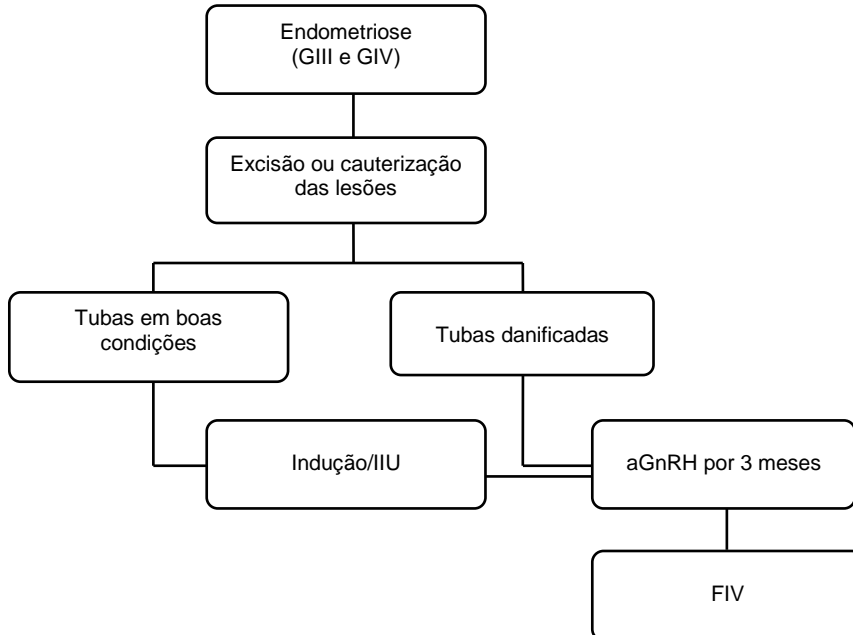 Endometriose
(GIII e GIV)
Excisão ou cauterização
das lesões
Tubas em boas
condições
Tubas danificadas
Indução/IIU
aGnRH por 3 meses
FIV